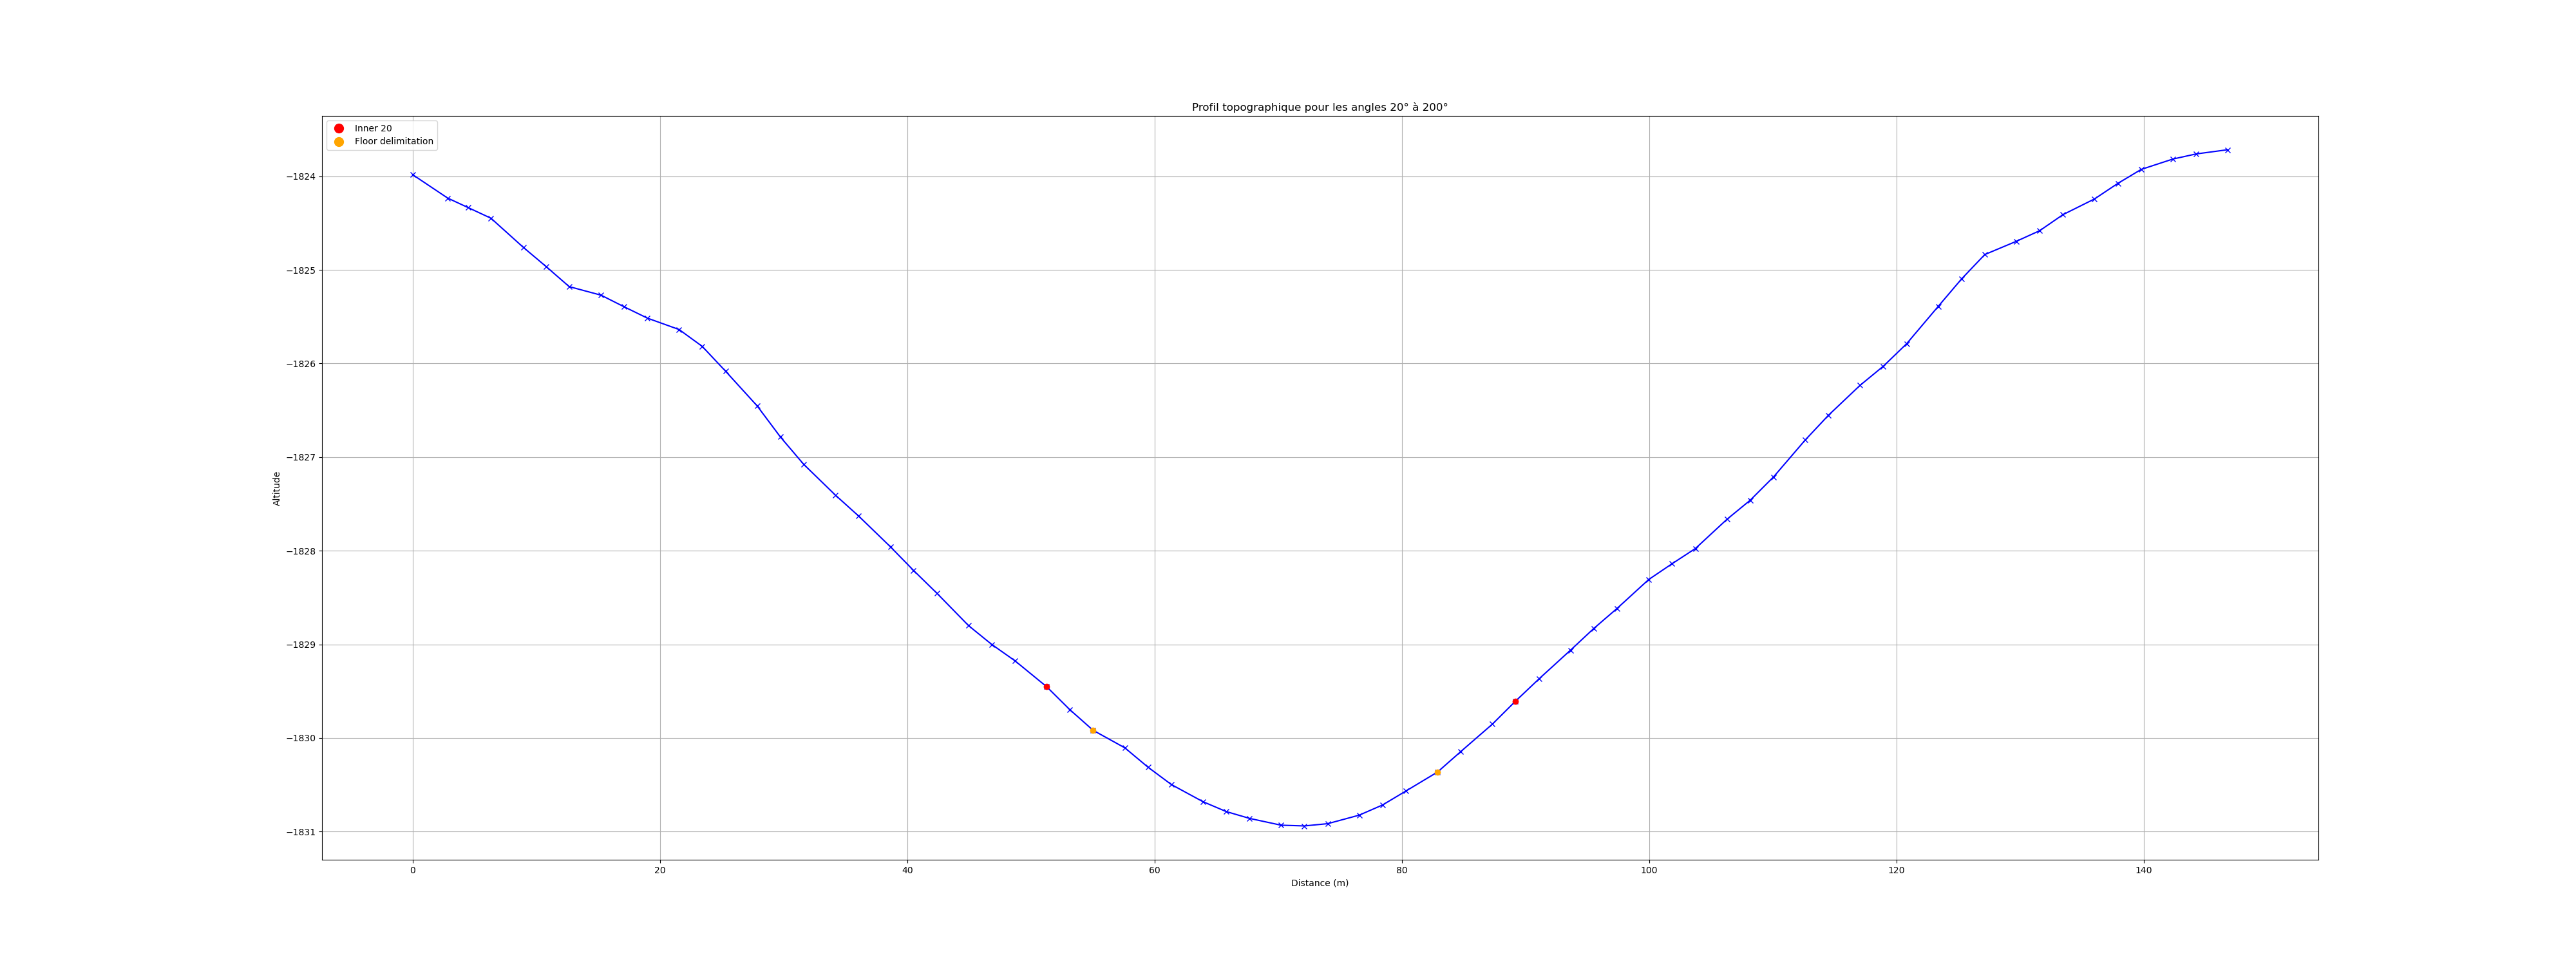 Profil topographique pour les angles 20° à 200°
Inner 20
Floor delimitation
−1824
−1825
−1826
−1827
−1828
−1829
−1830
−1831
Altitude
0 20 40 60 80 100 120 140
Distance (m)